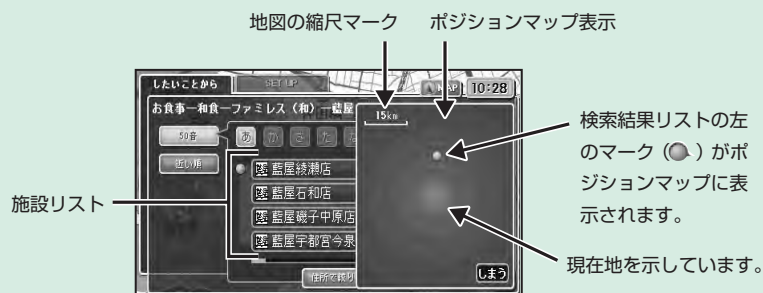 地図の縮尺マーク
ポジションマップ表示
したいことから
SET UP
MAP
10:28
お食事ー和食ーファミレス（和）ー藍屋
15km
50音
あ
か
さ
た
な
近い順
藍屋綾瀬店
藍屋石和店
藍屋磯子中原店
藍屋宇都宮今泉
住所で絞り
しまう
施設リスト
検索結果リストの左
のマーク（ ）がポ
ジションマップに表
示されます。
現在地を示しています。